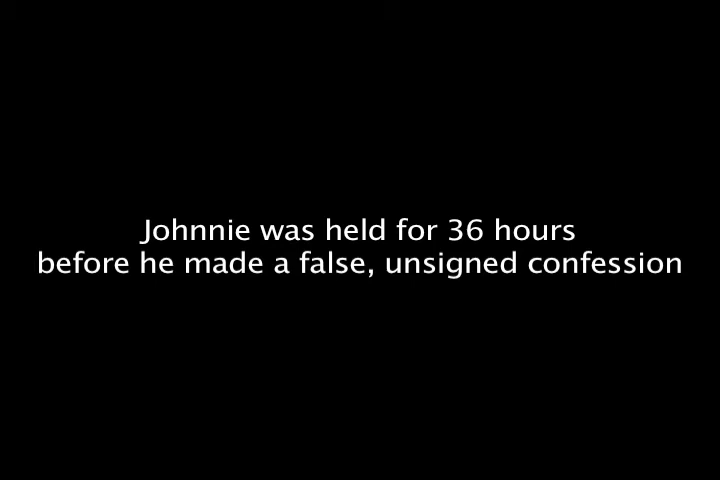 Johnnie was held for 36 hours
before he made a false, unsigned confession